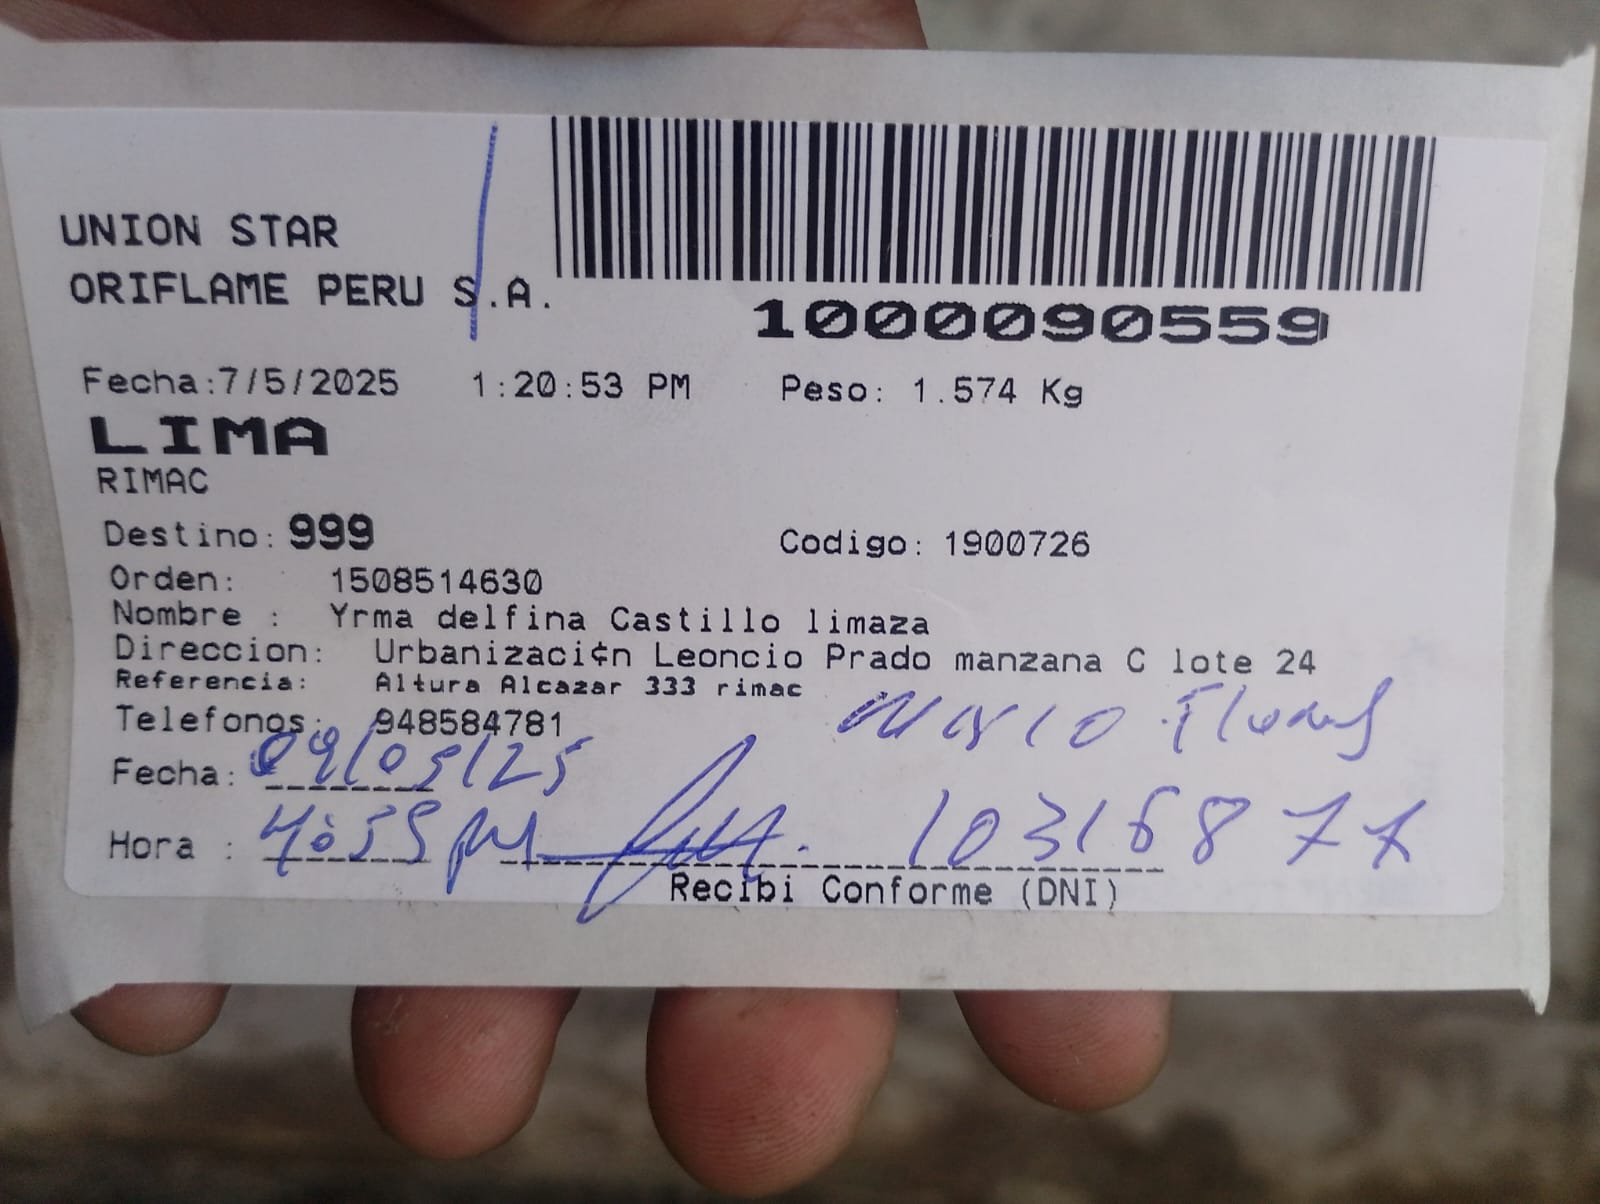 UNION STAR
ORIFLAME PERU S.A.
1000090559
Fecha:7/5/2025 1:20:53 PM Peso: 1.574 Kg
LIMA
RIMAC
Destino: 999 Codigo: 1900726
Orden: 1508514630
Nombre : Yrma delfina Castillo limaza
Direccion: Urbanizaci¢n Leoncio Prado manzana C lote 24
Referencia: Altura Alcazar 333 rimac
Telefonos: 948584781
Fecha: 09/05/25
Hora : 4:55 pm 10316877
Recibi Conforme (DNI)